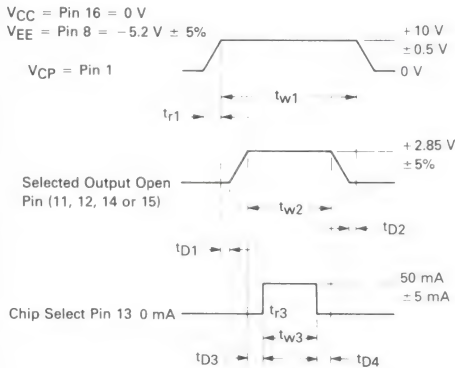 VCC = Pin 16 = 0 V
VEE = Pin 8 = −5.2 V ± 5%
VCP = Pin 1
+ 10 V
± 0.5 V
0 V
tw1
tr1
+ 2.85 V
± 5%
Selected Output Open
Pin (11, 12, 14 or 15)
tw2
tD2
tD1
50 mA
± 5 mA
Chip Select Pin 13 0 mA
tr3
tw3
tD3
tD4